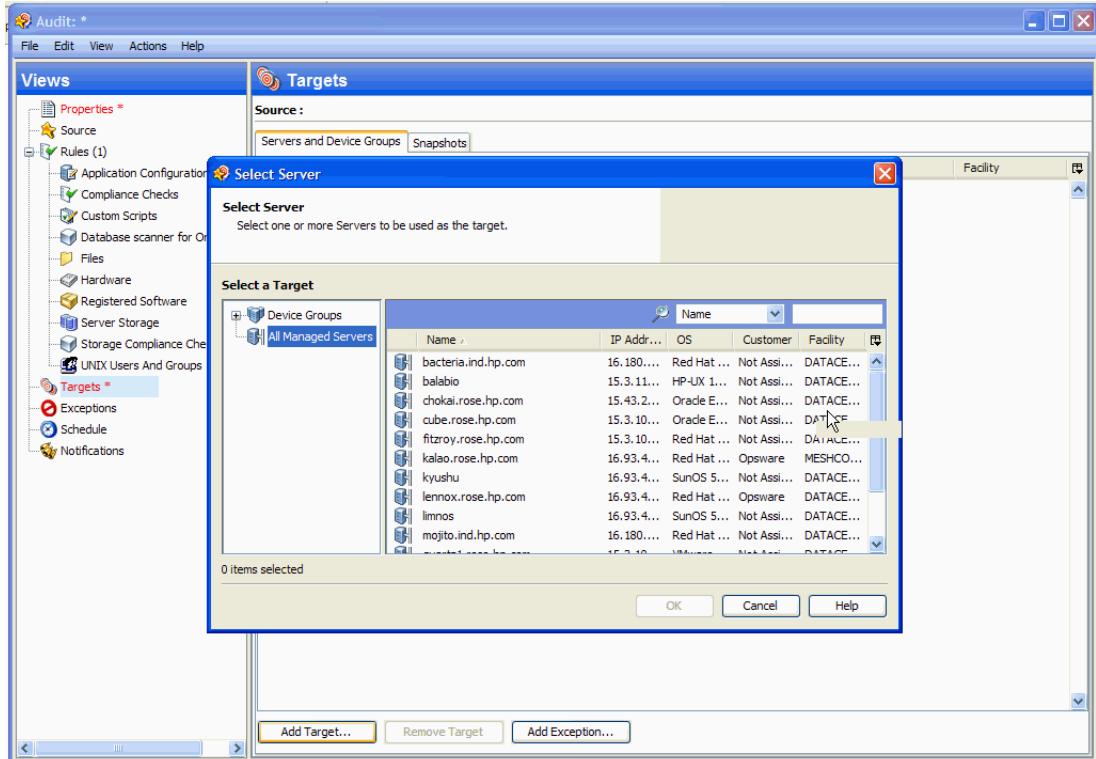 Audit: *
File Edit View Actions Help
Views
Properties *
Source
Rules (1)
Application Configuration
Compliance Checks
Custom Scripts
Database scanner for Or
Files
Hardware
Registered Software
Server Storage
Storage Compliance Che
UNIX Users And Groups
Targets *
Exceptions
Schedule
Notifications
Targets
Source :
Servers and Device Groups Snapshots
Facility
Select Server
Select Server
Select one or more Servers to be used as the target.
Select a Target
Device Groups
All Managed Servers
Name
Name IP Addr... OS Customer Facility
bacteria.ind.hp.com 16.180.... Red Hat ... Not Assi... DATACE...
balabio 15.3.11... HP-UX 1... Not Assi... DATACE...
chokai.rose.hp.com 15.43.2... Oracle E... Not Assi... DATACE...
cube.rose.hp.com 15.3.10... Oracle E... Not Assi...
fitzroy.rose.hp.com 15.3.10... Red Hat ... Not Assi... DATACE...
kalao.rose.hp.com 16.93.4... Red Hat ... Opsware MESHCO...
kyushu 16.93.4... SunOS 5... Not Assi... DATACE...
lennox.rose.hp.com 16.93.4... Red Hat ... Opsware DATACE...
limnos 16.93.4... SunOS 5... Not Assi... DATACE...
mojito.ind.hp.com 16.180.... Red Hat ... Not Assi... DATACE...
0 items selected
OK Cancel Help
Add Target... Remove Target Add Exception...